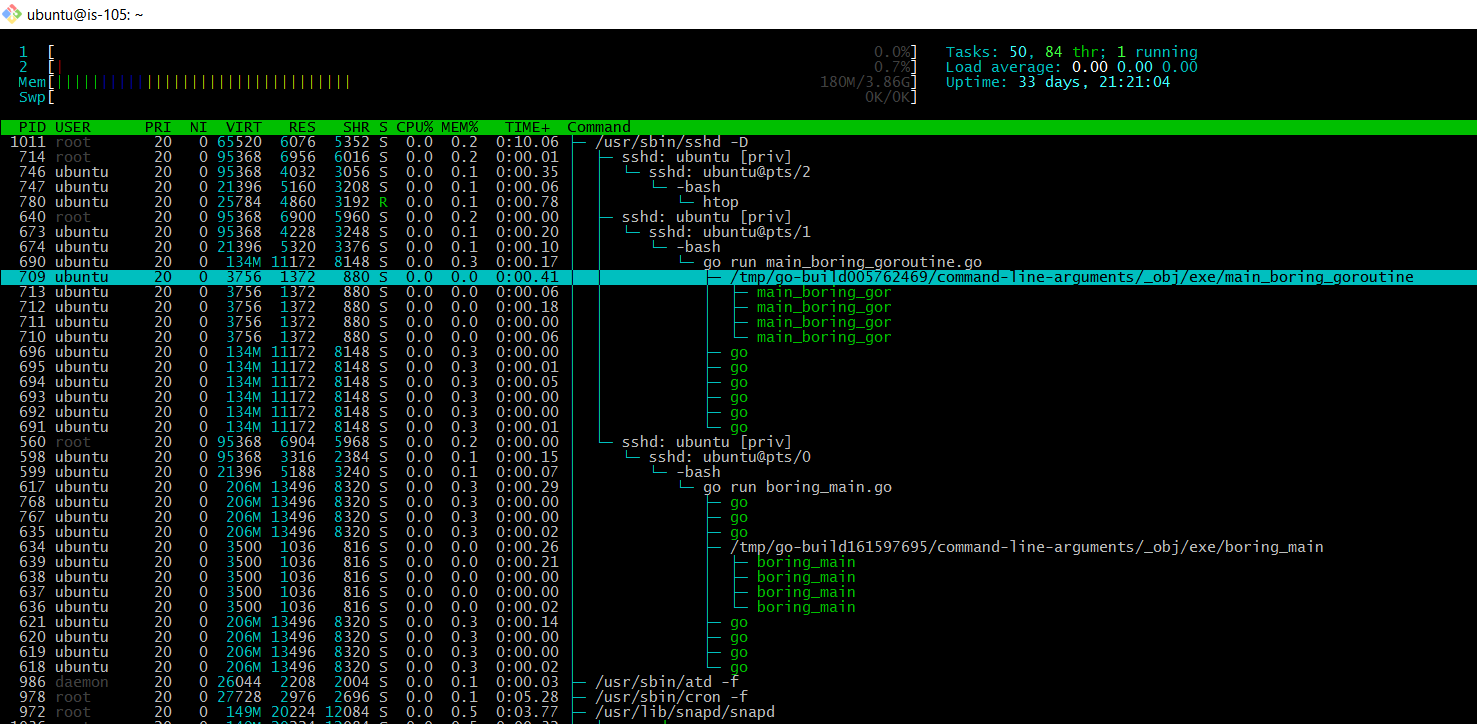 ubuntu@is-105: ~
1 [ 0.0%] Tasks: 50, 84 thr; 1 running
2 [| 0.7%] Load average: 0.00 0.00 0.00
Mem[|||||||||||||||||||||||||||||||| 180M/3.86G] Uptime: 33 days, 21:21:04
Swp[ 0K/0K]
PID USER PRI NI VIRT RES SHR S CPU% MEM% TIME+ Command
1011 root 20 0 65520 6076 5352 S 0.0 0.2 0:10.06 ├─ /usr/sbin/sshd -D
714 root 20 0 95368 6956 6016 S 0.0 0.2 0:00.01 │ ├─ sshd: ubuntu [priv]
746 ubuntu 20 0 95368 4032 3056 S 0.0 0.1 0:00.35 │ │ └─ sshd: ubuntu@pts/2
747 ubuntu 20 0 21396 5160 3208 S 0.0 0.1 0:00.06 │ │ └─ -bash
780 ubuntu 20 0 25784 4860 3192 R 0.0 0.1 0:00.78 │ │ └─ htop
640 root 20 0 95368 6900 5960 S 0.0 0.2 0:00.00 │ ├─ sshd: ubuntu [priv]
673 ubuntu 20 0 95368 4228 3248 S 0.0 0.1 0:00.20 │ │ └─ sshd: ubuntu@pts/1
674 ubuntu 20 0 21396 5320 3376 S 0.0 0.1 0:00.10 │ │ └─ -bash
690 ubuntu 20 0 134M 11172 8148 S 0.0 0.3 0:00.17 │ │ └─ go run main_boring_goroutine.go
709 ubuntu 20 0 3756 1372 880 S 0.0 0.0 0:00.41 │ │ ├─ /tmp/go-build005762469/command-line-arguments/_obj/exe/main_boring_goroutine
713 ubuntu 20 0 3756 1372 880 S 0.0 0.0 0:00.06 │ │ │ ├─ main_boring_gor
712 ubuntu 20 0 3756 1372 880 S 0.0 0.0 0:00.18 │ │ │ ├─ main_boring_gor
711 ubuntu 20 0 3756 1372 880 S 0.0 0.0 0:00.00 │ │ │ ├─ main_boring_gor
710 ubuntu 20 0 3756 1372 880 S 0.0 0.0 0:00.06 │ │ │ └─ main_boring_gor
696 ubuntu 20 0 134M 11172 8148 S 0.0 0.3 0:00.00 │ │ ├─ go
695 ubuntu 20 0 134M 11172 8148 S 0.0 0.3 0:00.01 │ │ ├─ go
694 ubuntu 20 0 134M 11172 8148 S 0.0 0.3 0:00.05 │ │ ├─ go
693 ubuntu 20 0 134M 11172 8148 S 0.0 0.3 0:00.00 │ │ ├─ go
692 ubuntu 20 0 134M 11172 8148 S 0.0 0.3 0:00.00 │ │ ├─ go
691 ubuntu 20 0 134M 11172 8148 S 0.0 0.3 0:00.01 │ │ └─ go
560 root 20 0 95368 6904 5968 S 0.0 0.2 0:00.00 │ └─ sshd: ubuntu [priv]
598 ubuntu 20 0 95368 3316 2384 S 0.0 0.1 0:00.15 │ └─ sshd: ubuntu@pts/0
599 ubuntu 20 0 21396 5188 3240 S 0.0 0.1 0:00.07 │ └─ -bash
617 ubuntu 20 0 206M 13496 8320 S 0.0 0.3 0:00.29 │ └─ go run boring_main.go
768 ubuntu 20 0 206M 13496 8320 S 0.0 0.3 0:00.00 │ ├─ go
767 ubuntu 20 0 206M 13496 8320 S 0.0 0.3 0:00.00 │ ├─ go
635 ubuntu 20 0 206M 13496 8320 S 0.0 0.3 0:00.02 │ ├─ go
634 ubuntu 20 0 3500 1036 816 S 0.0 0.0 0:00.26 │ ├─ /tmp/go-build161597695/command-line-arguments/_obj/exe/boring_main
639 ubuntu 20 0 3500 1036 816 S 0.0 0.0 0:00.21 │ │ ├─ boring_main
638 ubuntu 20 0 3500 1036 816 S 0.0 0.0 0:00.00 │ │ ├─ boring_main
637 ubuntu 20 0 3500 1036 816 S 0.0 0.0 0:00.00 │ │ ├─ boring_main
636 ubuntu 20 0 3500 1036 816 S 0.0 0.0 0:00.02 │ │ └─ boring_main
621 ubuntu 20 0 206M 13496 8320 S 0.0 0.3 0:00.14 │ ├─ go
620 ubuntu 20 0 206M 13496 8320 S 0.0 0.3 0:00.00 │ ├─ go
619 ubuntu 20 0 206M 13496 8320 S 0.0 0.3 0:00.00 │ ├─ go
618 ubuntu 20 0 206M 13496 8320 S 0.0 0.3 0:00.02 │ └─ go
986 daemon 20 0 26044 2208 2004 S 0.0 0.1 0:00.03 ├─ /usr/sbin/atd -f
978 root 20 0 27728 2976 2696 S 0.0 0.1 0:05.28 ├─ /usr/sbin/cron -f
972 root 20 0 149M 20224 12084 S 0.0 0.5 0:03.77 ├─ /usr/lib/snapd/snapd